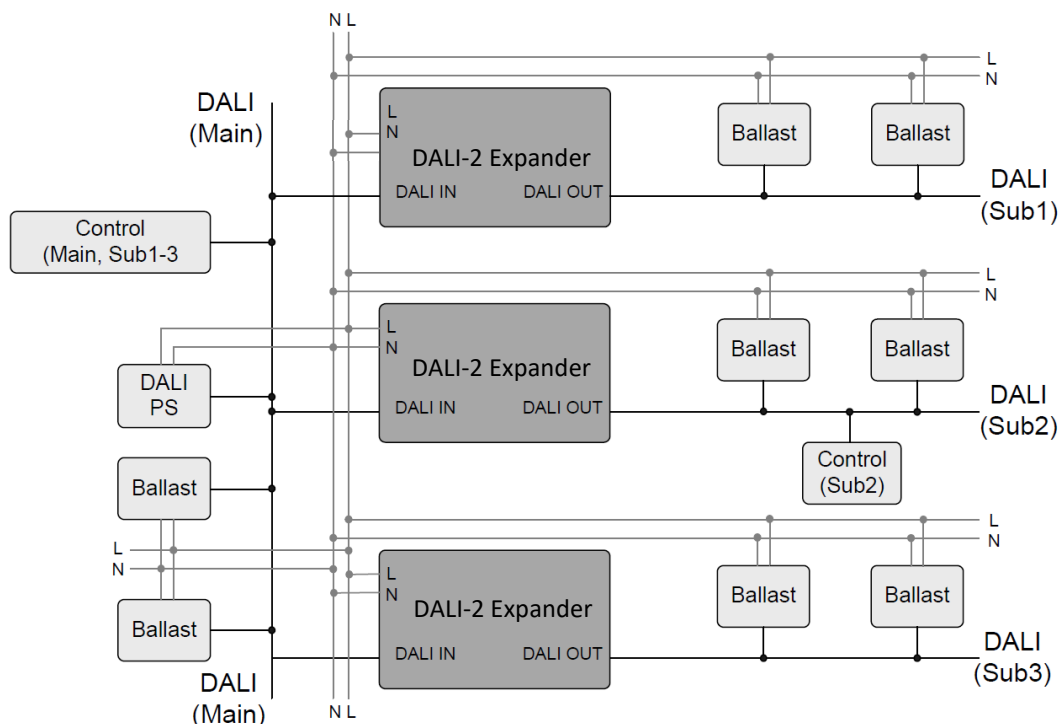 N L
L
N
DALI
(Main)
L
N
DALI-2 Expander
DALI IN
DALI OUT
Ballast
Ballast
DALI
(Sub1)
Control
(Main, Sub1-3
L
N
L
N
DALI-2 Expander
DALI IN
DALI OUT
Ballast
Ballast
DALI
(Sub2)
DALI
PS
Control
(Sub2)
Ballast
L
N
L
N
Ballast
L
N
DALI-2 Expander
DALI IN
DALI OUT
Ballast
Ballast
DALI
(Sub3)
DALI
(Main)
N L